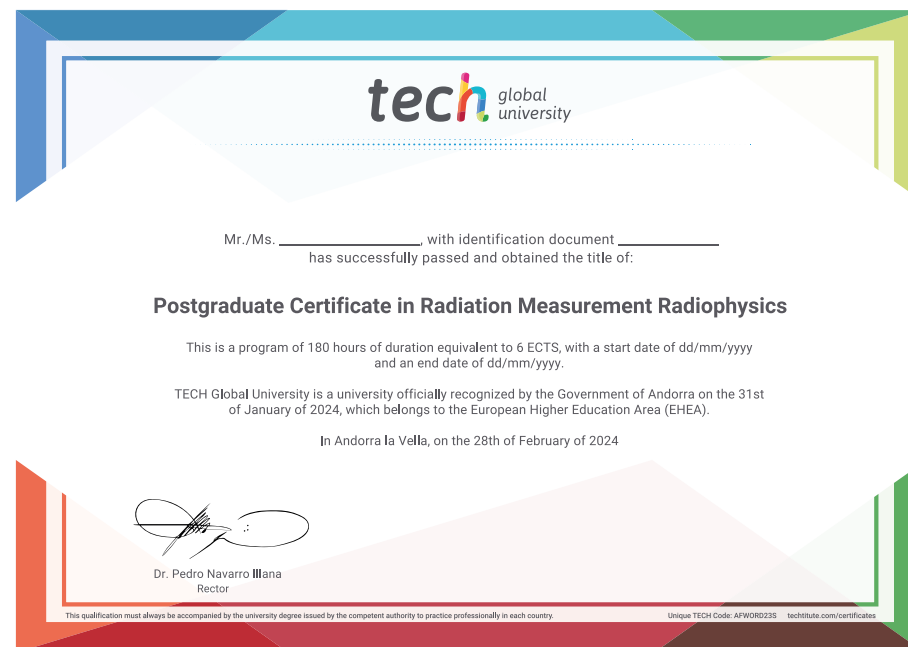 tech global university
Mr./Ms. ____________, with identification document ____________
has successfully passed and obtained the title of:
Postgraduate Certificate in Radiation Measurement Radiophysics
This is a program of 180 hours of duration equivalent to 6 ECTS, with a start date of dd/mm/yyyy
and an end date of dd/mm/yyyy.
TECH Global University is a university officially recognized by the Government of Andorra on the 31st
of January of 2024, which belongs to the European Higher Education Area (EHEA).
In Andorra la Vella, on the 28th of February of 2024
Dr. Pedro Navarro Illana
Rector
This qualification must always be accompanied by the university degree issued by the competent authority to practice professionally in each country.
Unique TECH Code: AFWORD23S techtitute.com/certificates